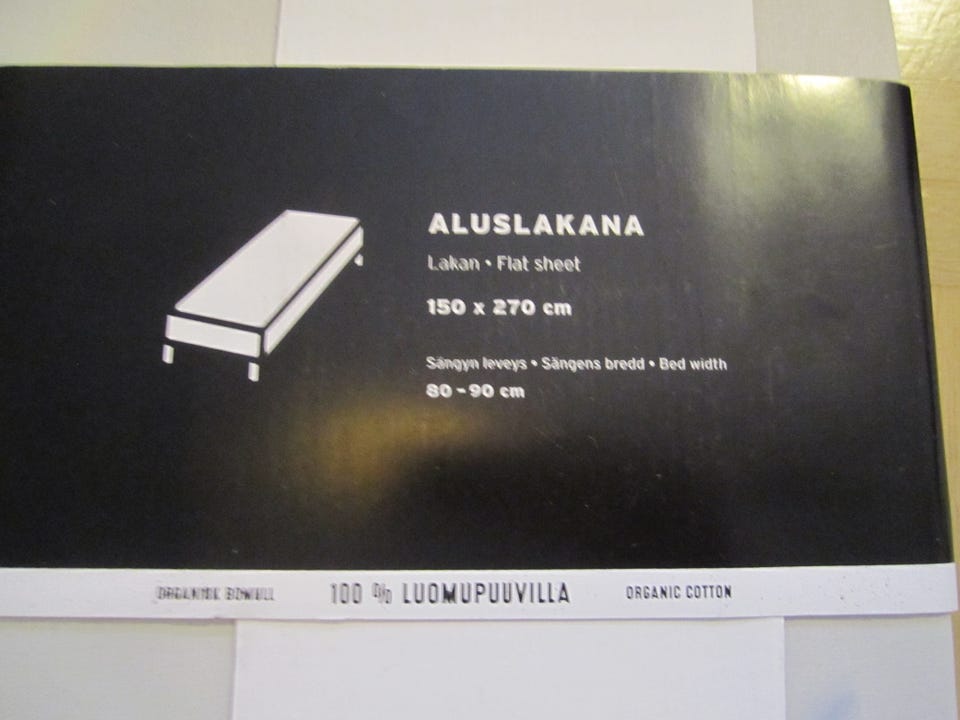 ALUSLAKANA
Lakan • Flat sheet
150 x 270 cm
Sängyn leveys • Sängens bredd • Bed width
80 – 90 cm
100 % LUOMUPUUVILLA ORGANIC COTTON